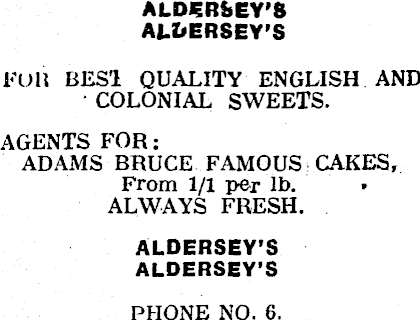 ALDERSEY'S
ALDERSEY'S
FOR BEST QUALITY ENGLISH AND
COLONIAL SWEETS.
AGENTS FOR:
ADAMS BRUCE FAMOUS CAKES,
From 1/1 per lb.
ALWAYS FRESH.
ALDERSEY'S
ALDERSEY'S
PHONE NO. 6.